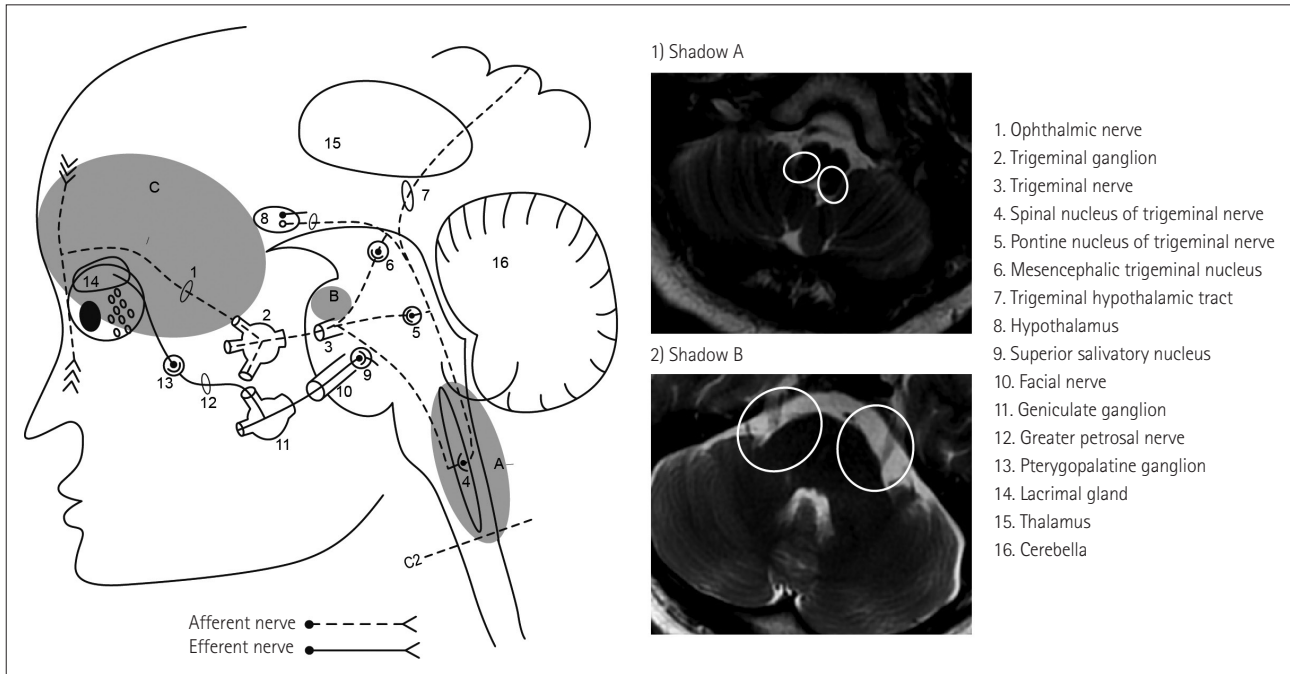 C
15
7
8
16
14
1
6
B
2
5
3
9
13
10
12
11
A
4
C2
Afferent nerve
Efferent nerve
1) Shadow A
2) Shadow B
1. Ophthalmic nerve
2. Trigeminal ganglion
3. Trigeminal nerve
4. Spinal nucleus of trigeminal nerve
5. Pontine nucleus of trigeminal nerve
6. Mesencephalic trigeminal nucleus
7. Trigeminal hypothalamic tract
8. Hypothalamus
9. Superior salivatory nucleus
10. Facial nerve
11. Geniculate ganglion
12. Greater petrosal nerve
13. Pterygopalatine ganglion
14. Lacrimal gland
15. Thalamus
16. Cerebella